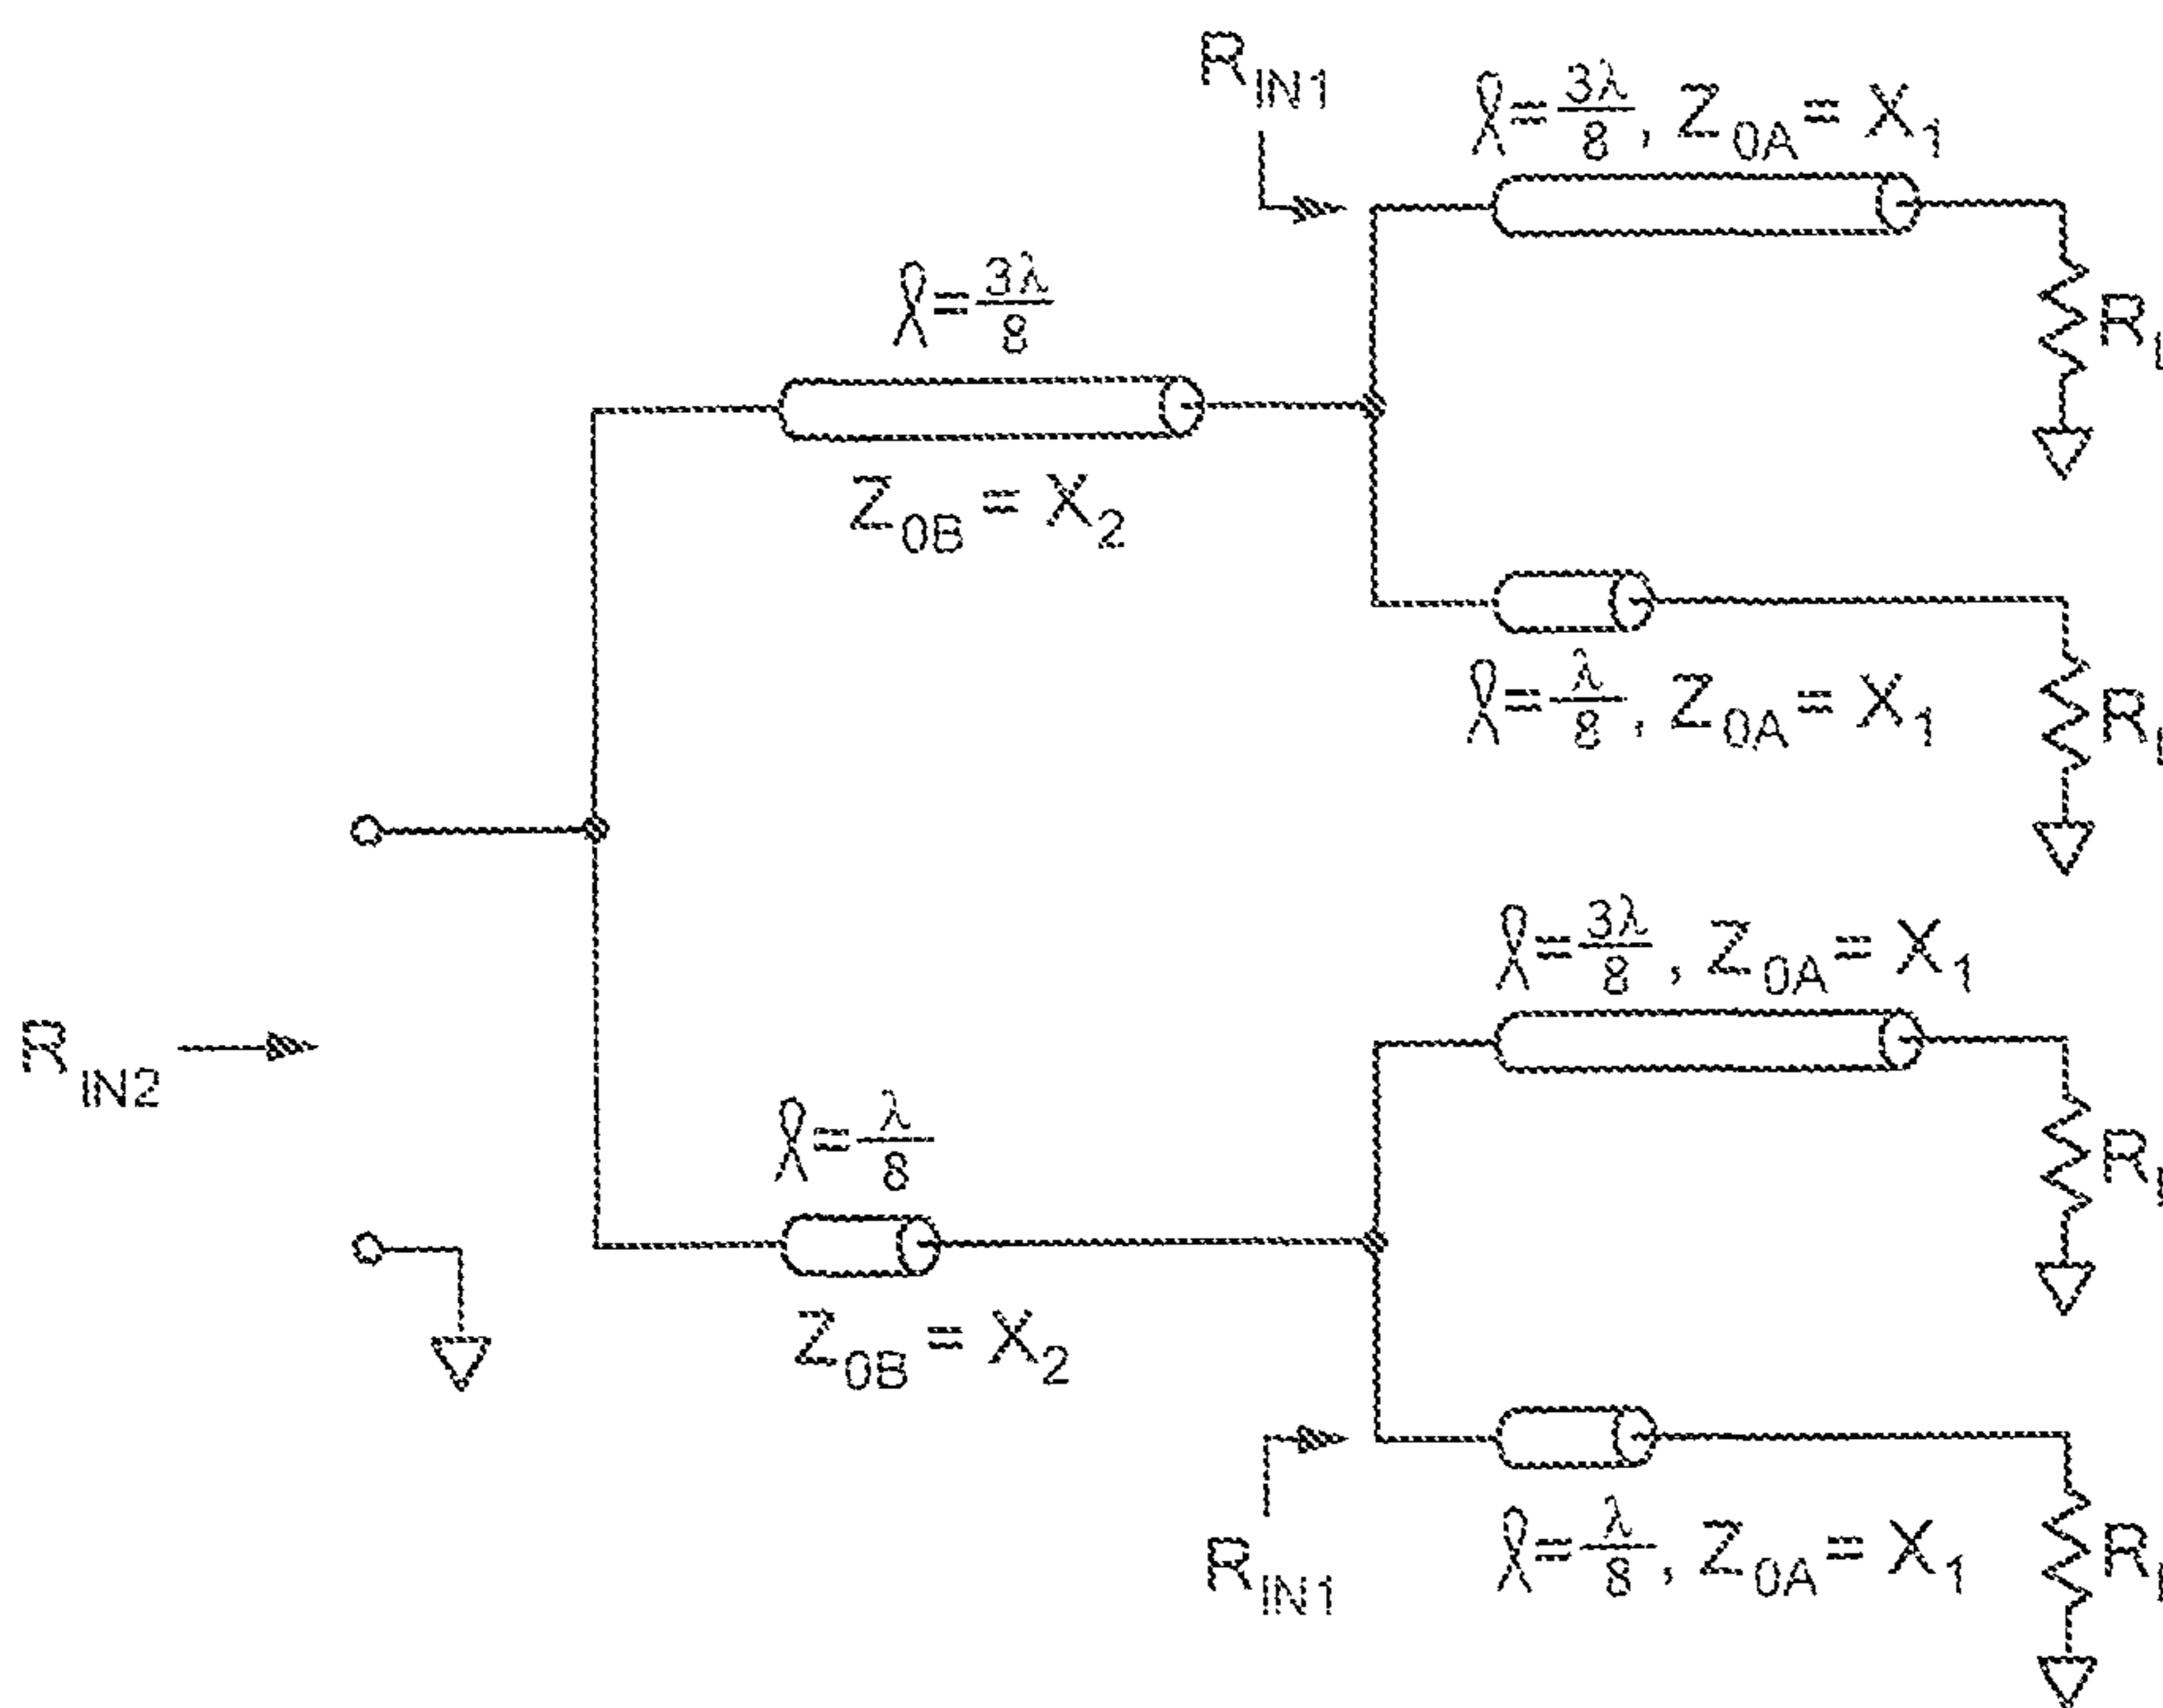 R_IN1
ℓ=3λ/8, Z_0A = X_1
ℓ=3λ/8
Z_0B = X_2
R
ℓ=λ/8, Z_0A = X_1
R
ℓ=3λ/8, Z_0A = X_1
R_IN2
ℓ=λ/8
R
Z_0B = X_2
R_IN1
ℓ=λ/8, Z_0A = X_1
R